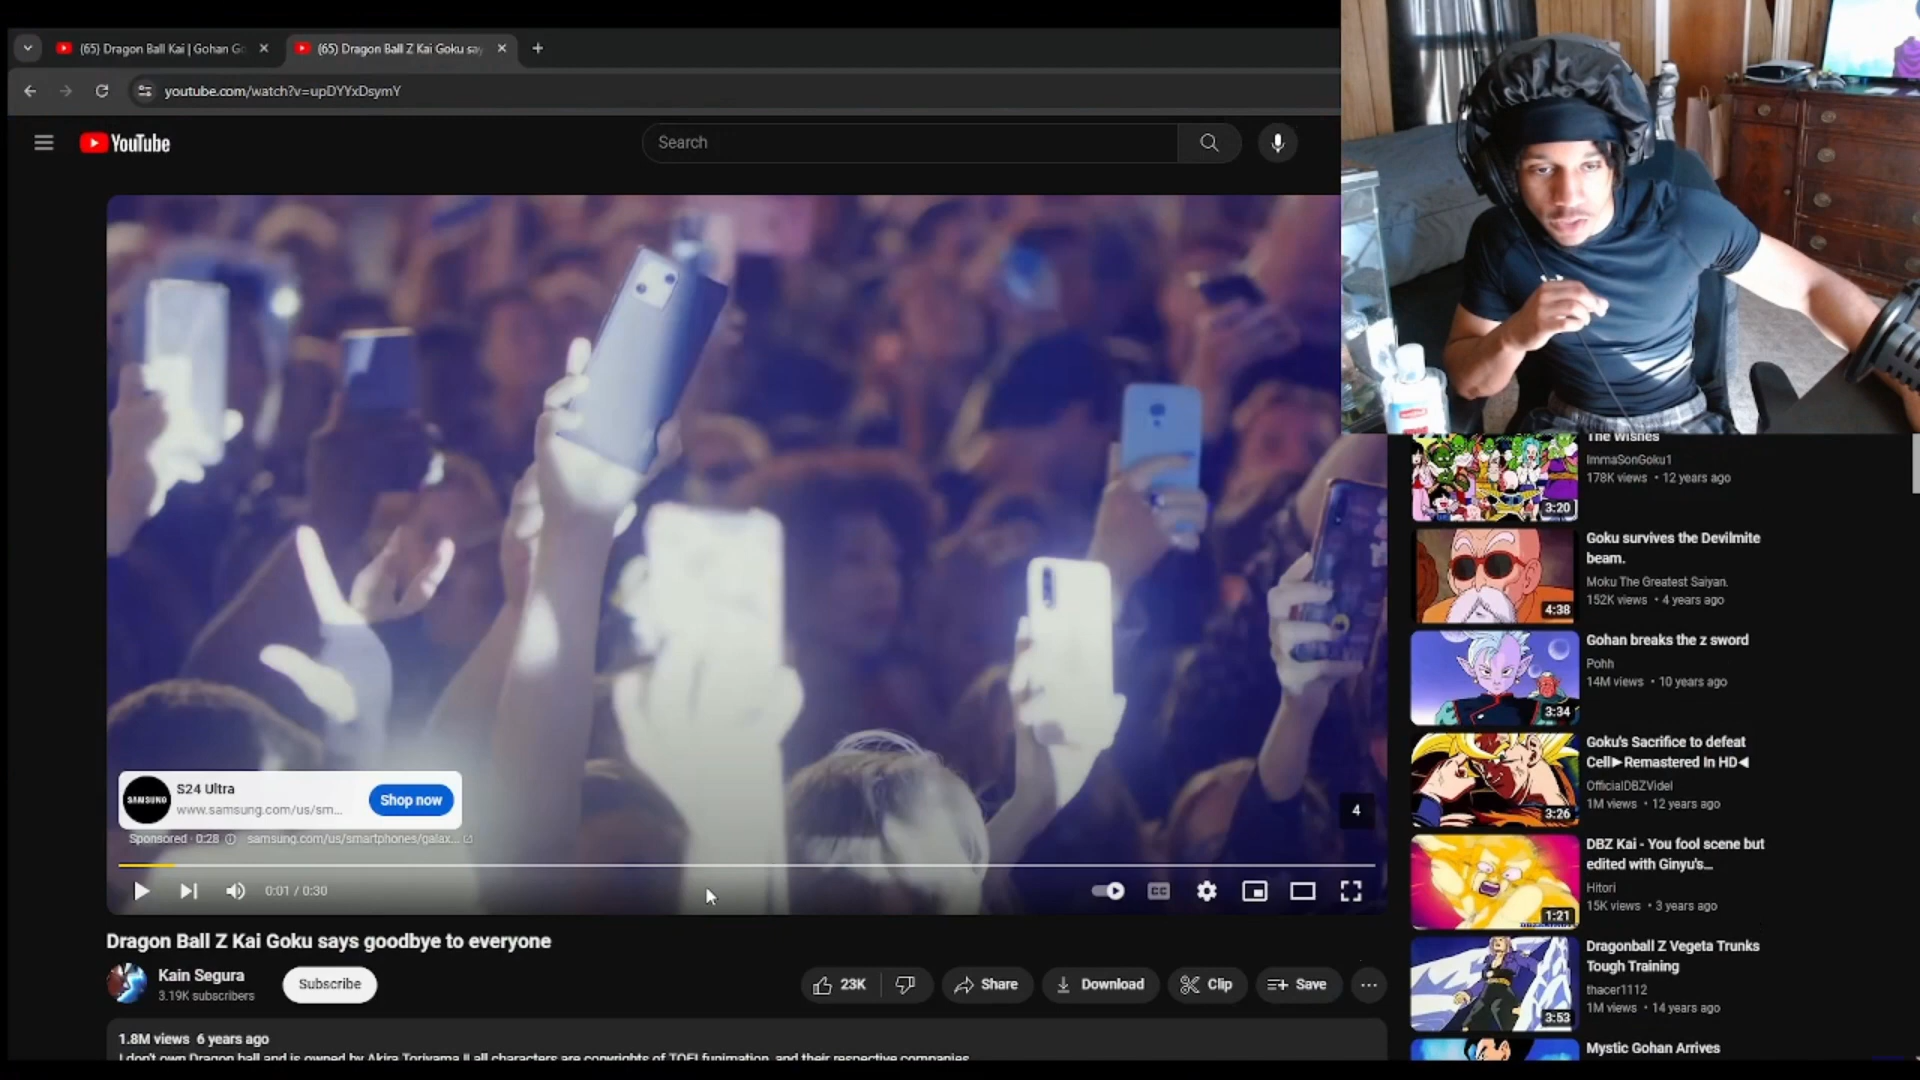 (65) Dragon Ball Kai | Gohan Go
(65) Dragon Ball Z Kai Goku say
youtube.com/watch?v=upDYYxDsymY
YouTube
Search
The Wishes
ImmaSonGoku1
178K views • 12 years ago
3:20
Goku survives the Devilmite
beam.
Moku The Greatest Saiyan.
152K views • 4 years ago
4:38
Gohan breaks the z sword
Pohh
14M views • 10 years ago
3:34
Goku's Sacrifice to defeat
Cell►Remastered In HD◄
OfficialDBZVidel
1M views • 12 years ago
3:26
DBZ Kai - You fool scene but
edited with Ginyu's...
Hitori
15K views • 3 years ago
1:21
Dragonball Z Vegeta Trunks
Tough Training
thacer1112
1M views • 14 years ago
3:53
Mystic Gohan Arrives
SAMSUNG
S24 Ultra
www.samsung.com/us/sm...
Shop now
4
Sponsored · 0:28
samsung.com/us/smartphones/galax...
0:01 / 0:30
CC
Dragon Ball Z Kai Goku says goodbye to everyone
Kain Segura
3.19K subscribers
Subscribe
23K
Share
Download
Clip
Save
1.8M views 6 years ago
I don't own Dragon ball and is owned by Akira Toriyama !! all characters are copyrights of TOEI funimation, and their respective companies